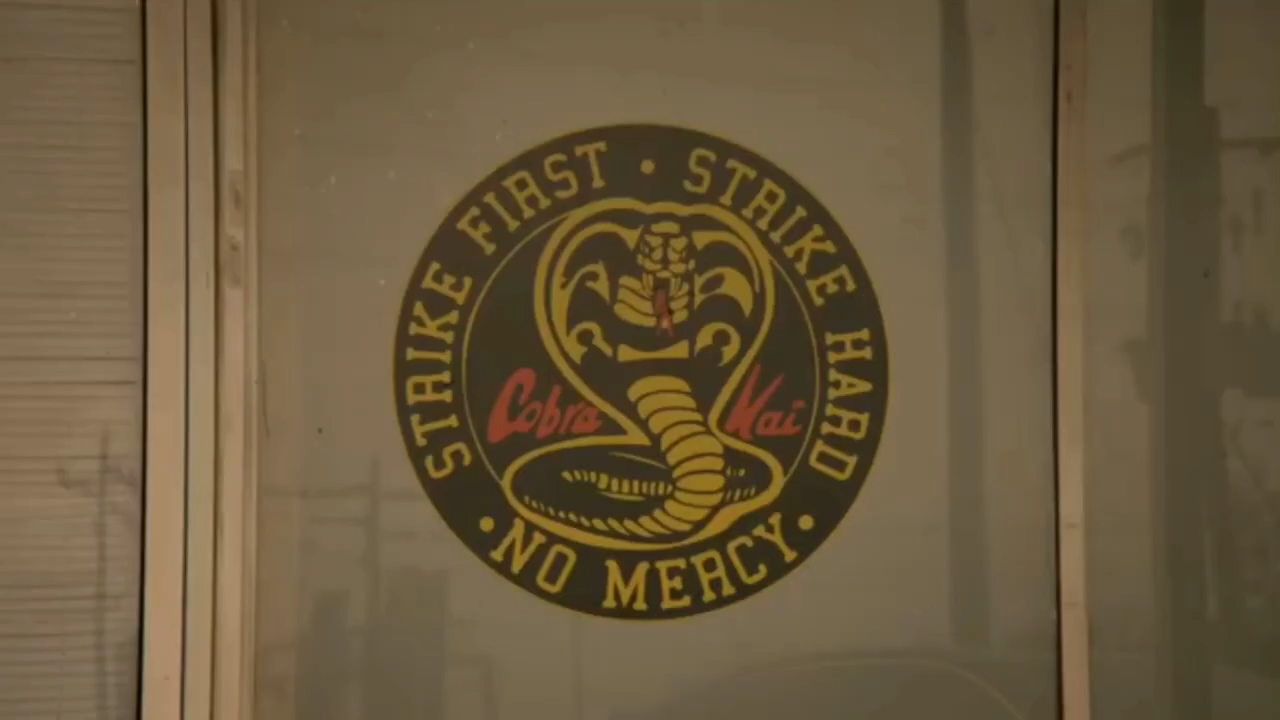 STRIKE FIRST • STRIKE HARD
• NO MERCY •
Cobra Kai